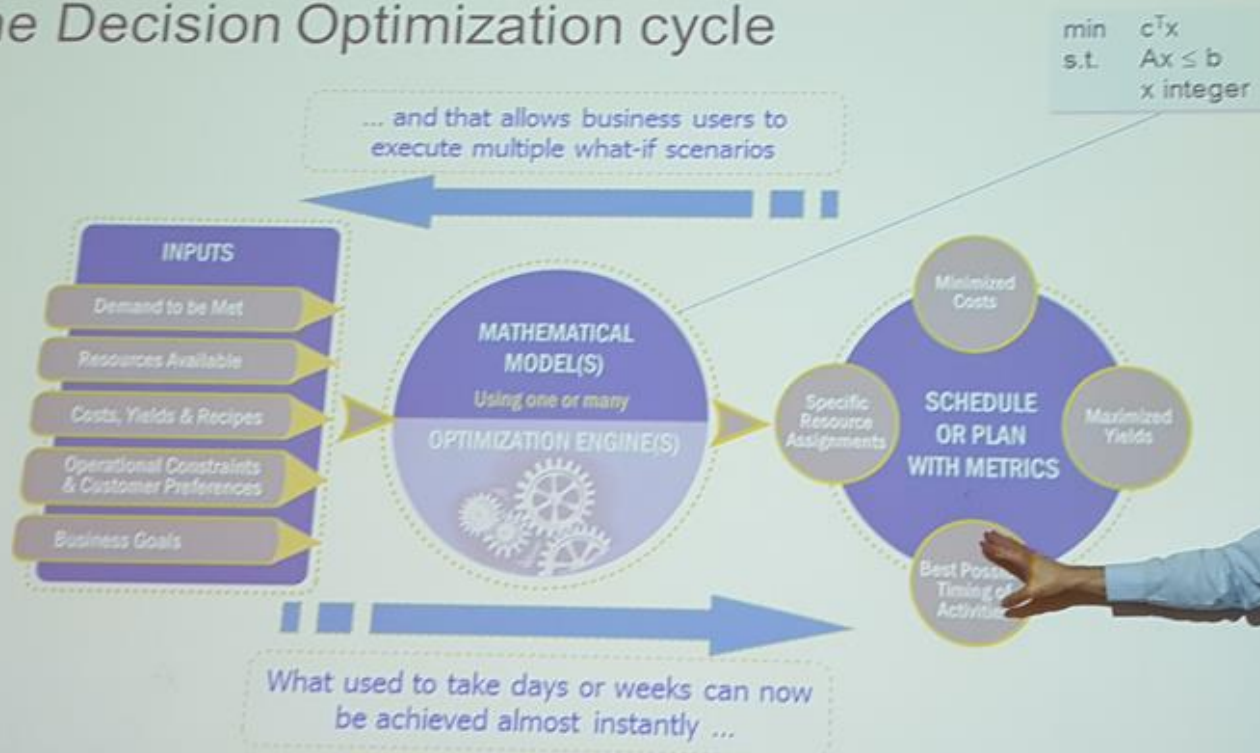 e Decision Optimization cycle
min cᵀx
s.t. Ax ≤ b
x integer
... and that allows business users to
execute multiple what-if scenarios
INPUTS
Demand to be Met
Resources Available
Costs, Yields & Recipes
Operational Constraints
& Customer Preferences
Business Goals
MATHEMATICAL
MODEL(S)
Using one or many
OPTIMIZATION ENGINE(S)
Minimized
Costs
Specific
Resource
Assignments
SCHEDULE
OR PLAN
WITH METRICS
Maximized
Yields
Best
Timing of
What used to take days or weeks can now
be achieved almost instantly ...